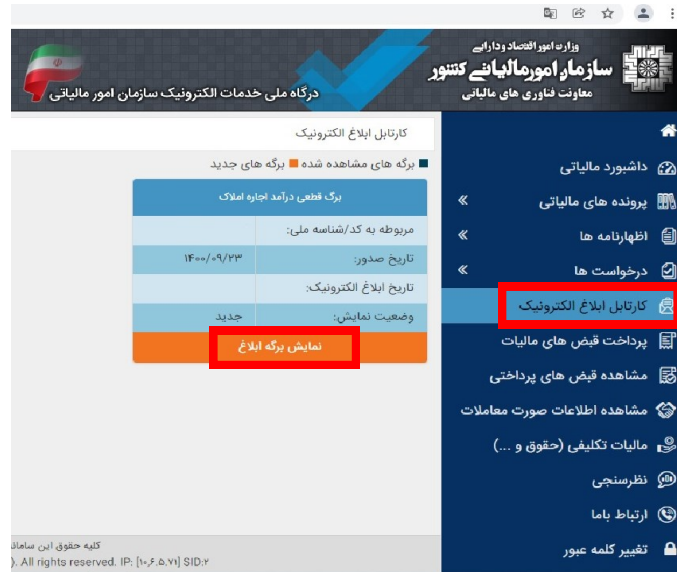 وزارت امور اقتصاد و دارایی
سازمان امور مالیاتی کشور
معاونت فناوری های مالیاتی
درگاه ملی خدمات الکترونیک سازمان امور مالیاتی
داشبورد مالیاتی
پرونده های مالیاتی
اظهارنامه ها
درخواست ها
کارتابل ابلاغ الکترونیک
پرداخت قبض های مالیات
مشاهده قبض های پرداختی
مشاهده اطلاعات صورت معاملات
مالیات تکلیفی (حقوق و ...)
نظرسنجی
ارتباط باما
تغییر کلمه عبور
کارتابل ابلاغ الکترونیک
برگه های مشاهده شده برگه های جدید
برگ قطعی درآمد اجاره املاک
مربوطه به کد/شناسه ملی:
تاریخ صدور: ۱۴۰۰/۰۹/۲۳
تاریخ ابلاغ الکترونیک:
وضعیت نمایش: جدید
نمایش برگه ابلاغ
کلیه حقوق این
). All rights reserved. IP: [۱۰,۶,۵,۷۱] SID:۲